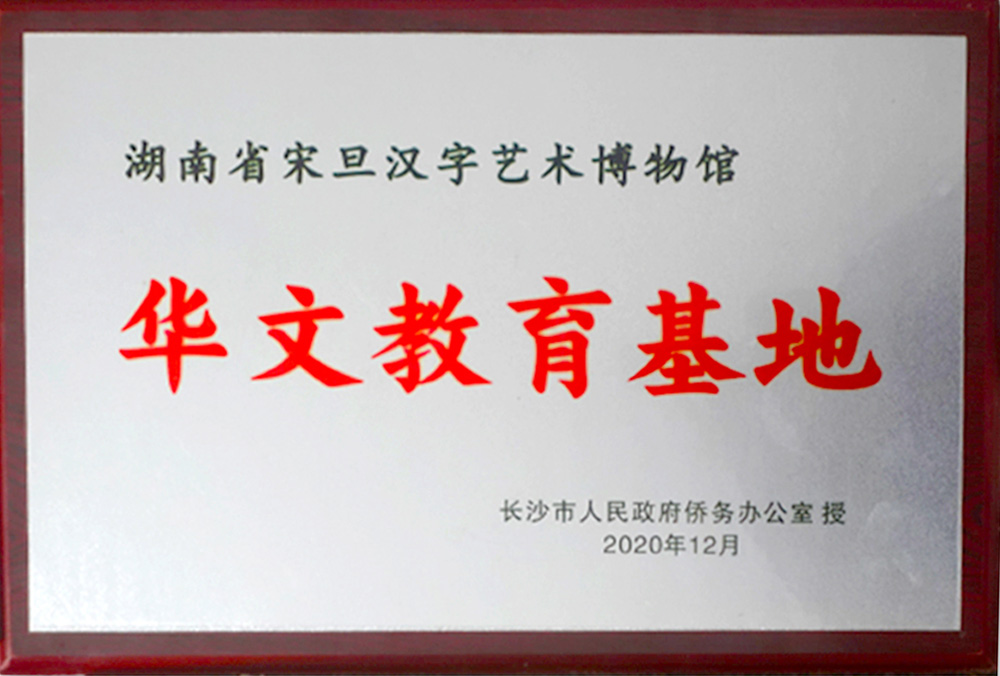 湖南省宋旦汉字艺术博物馆
华文教育基地
长沙市人民政府侨务办公室 授
2020年12月